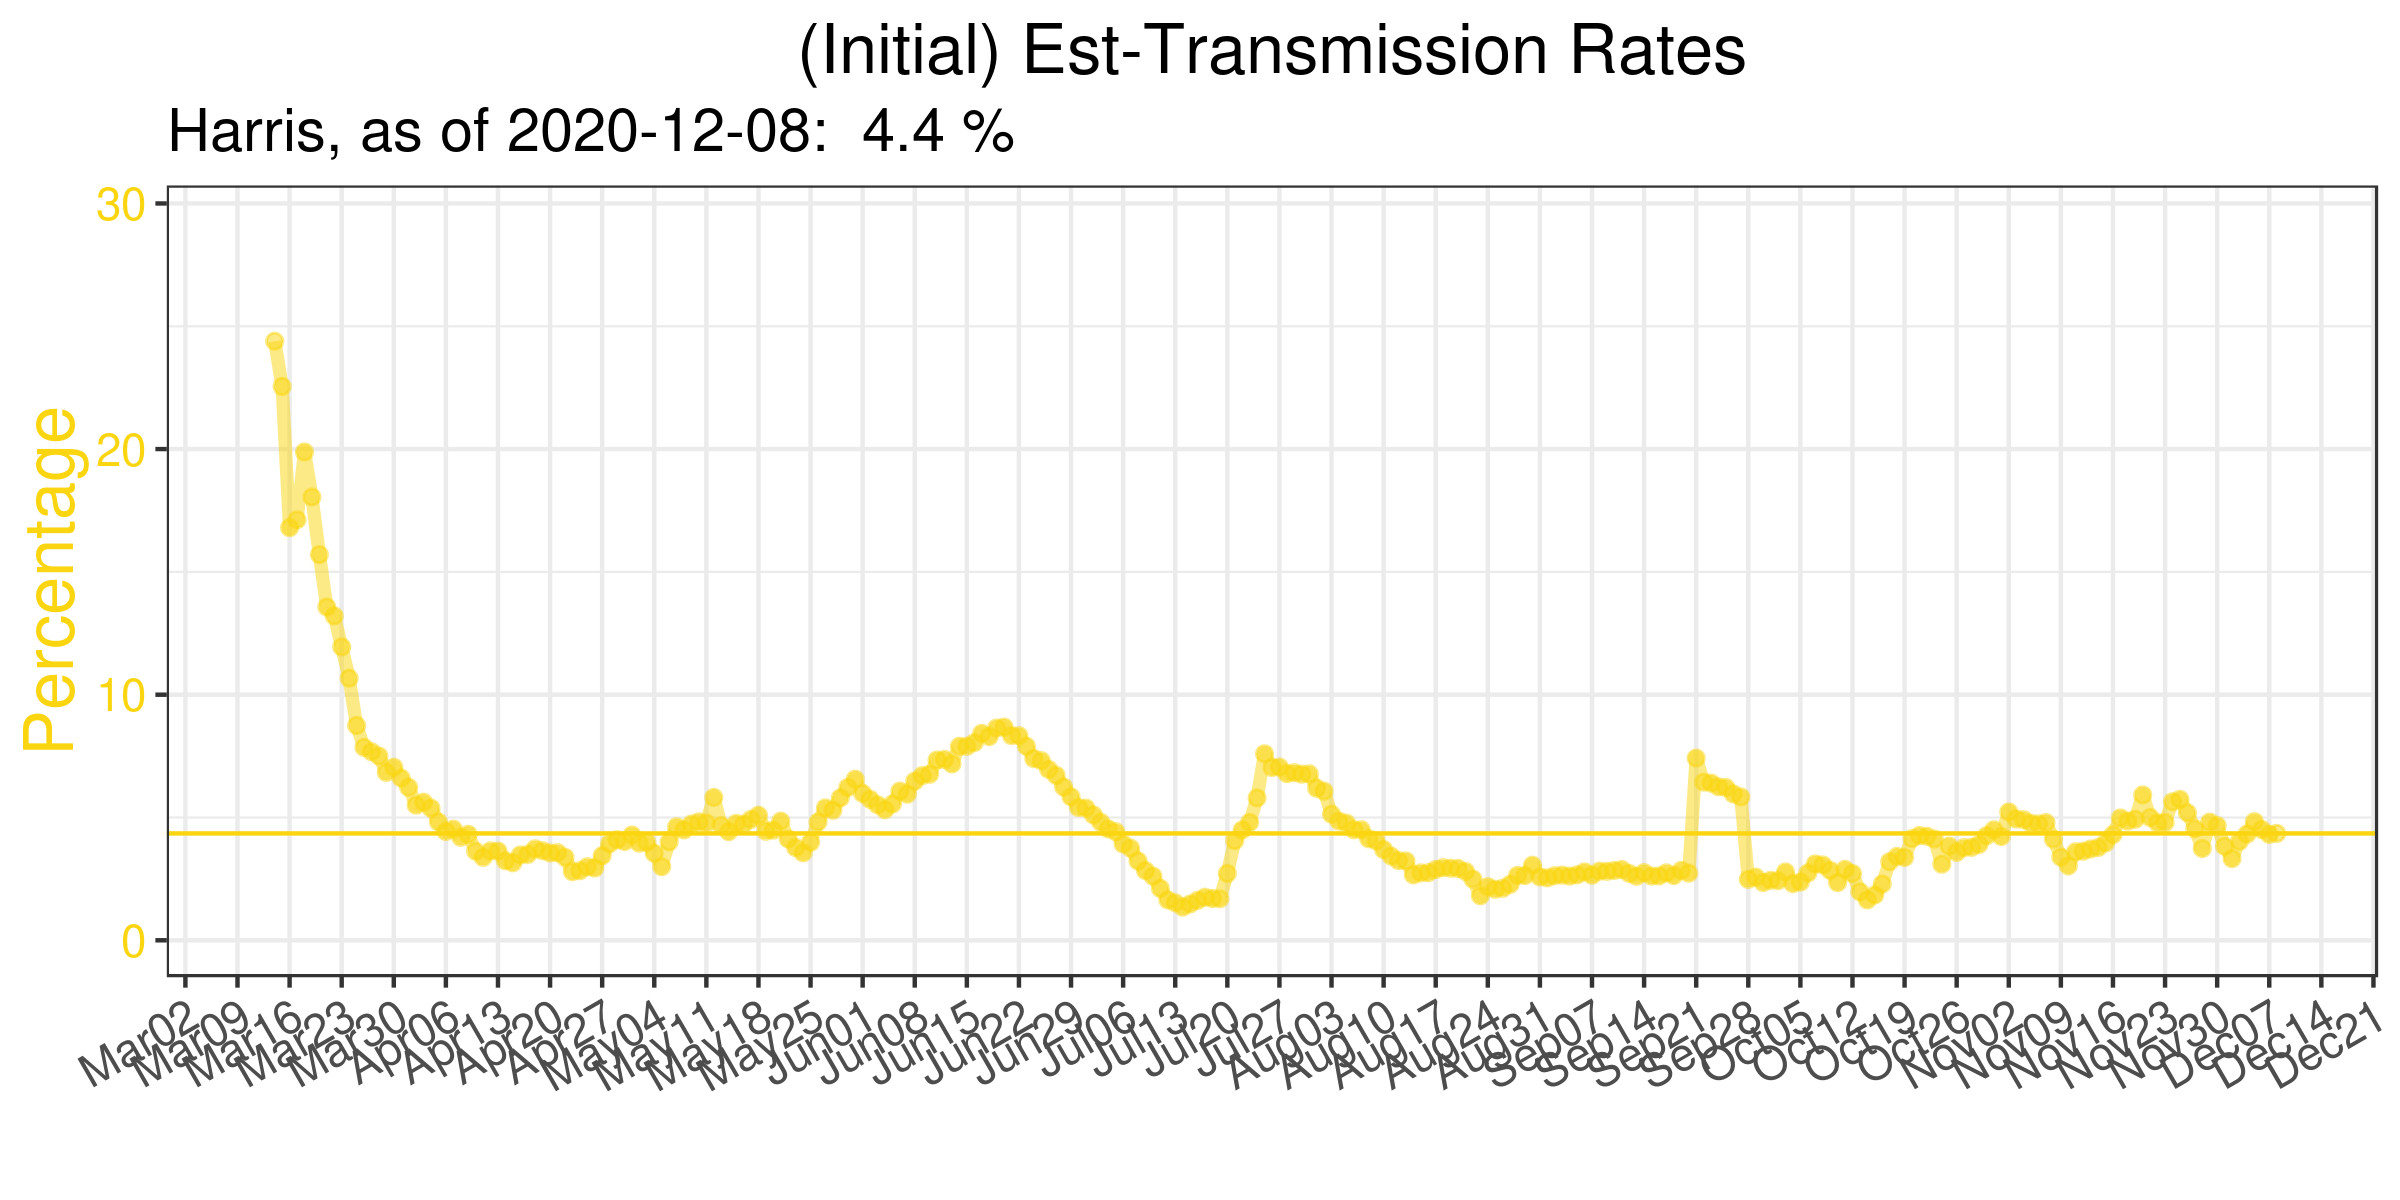 (Initial) Est-Transmission Rates
Harris, as of 2020-12-08:  4.4 %
Percentage
30
20
10
0
Mar02
Mar09
Mar16
Mar23
Mar30
Apr06
Apr13
Apr20
Apr27
May04
May11
May18
May25
Jun01
Jun08
Jun15
Jun22
Jun29
Jul06
Jul13
Jul20
Jul27
Aug03
Aug10
Aug17
Aug24
Aug31
Sep07
Sep14
Sep21
Sep28
Oct05
Oct12
Oct19
Oct26
Nov02
Nov09
Nov16
Nov23
Nov30
Dec07
Dec14
Dec21